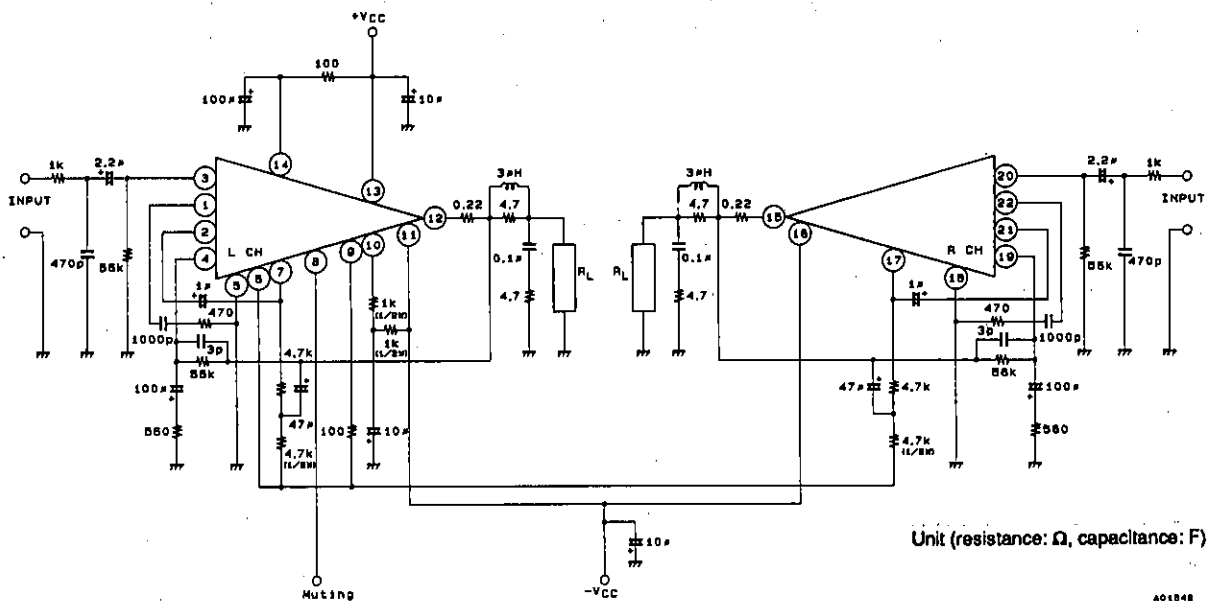 +VCC
100
100µ
+
10µ
+
14
13
1k
2.2µ
+
3
INPUT
1
2
4
470p
56k
L CH
5
6
7
8
9
10
11
12
0.22
3µH
4.7
0.1µ
4.7
RL
1µ
+
470
1000p
3p
56k
100µ
+
560
4.7k
+
47µ
4.7k
(1/2W)
100
1k
(1/2W)
1k
(1/2W)
10µ
+
3µH
4.7
0.22
15
16
0.1µ
4.7
RL
17
R CH
18
20
22
21
19
2.2µ
+
1k
INPUT
56k
470p
1µ
+
470
3p
1000p
56k
47µ
+
4.7k
4.7k
(1/2W)
100µ
+
560
10µ
+
Muting
-VCC
Unit (resistance: Ω, capacitance: F)